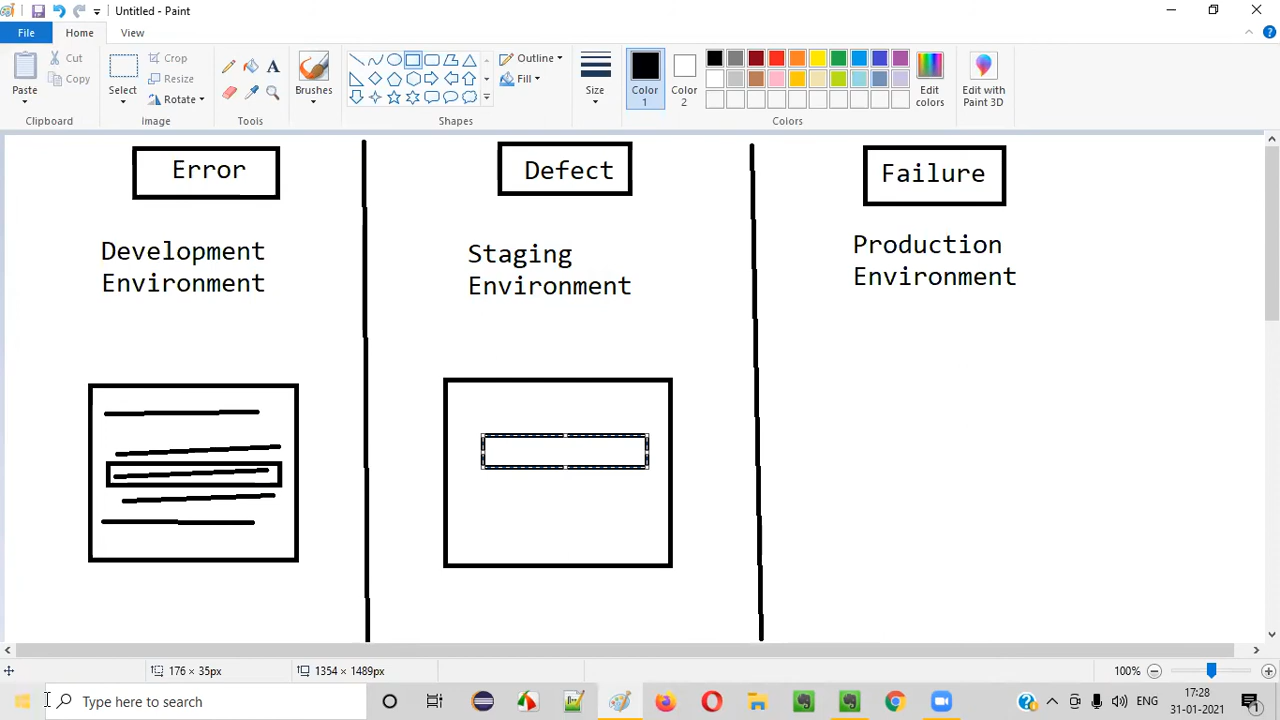 Untitled - Paint
File
Home
View
Paste
Cut
Copy
Clipboard
Select
Crop
Resize
Rotate
Image
Tools
Brushes
Shapes
Outline
Fill
Size
Color
1
Color
2
Edit
colors
Colors
Edit with
Paint 3D
Error
Defect
Failure
Development
Environment
Staging
Environment
Production
Environment
176 × 35px
1354 × 1489px
100%
Type here to search
ENG
17:28
31-01-2021
1